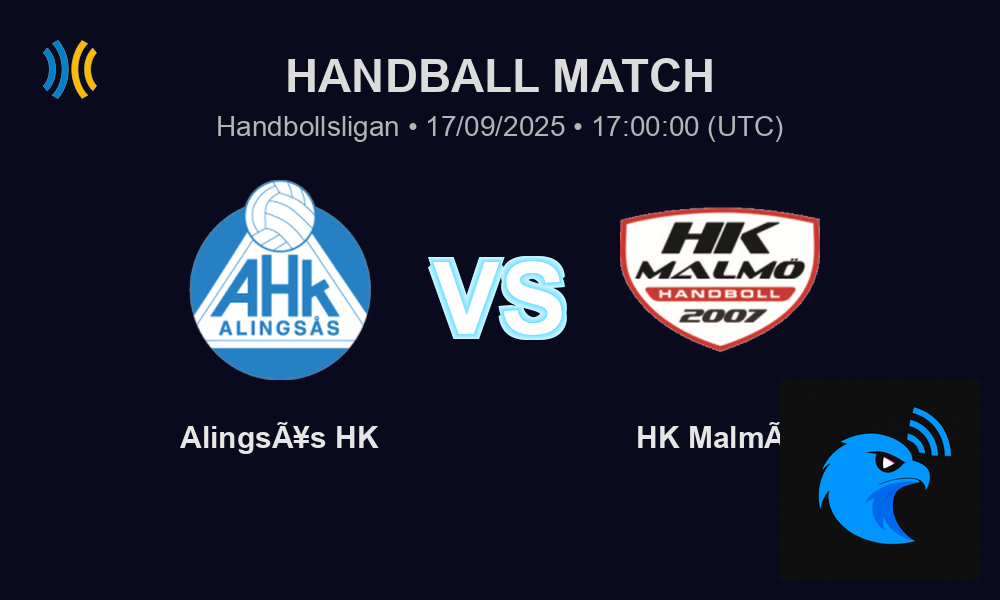 HANDBALL MATCH
Handbollsligan • 17/09/2025 • 17:00:00 (UTC)
AHK
ALINGSÅS
VS
HK
MALMÖ
HANDBOLL
2007
AlingsÃ¥s HK
HK MalmÃ